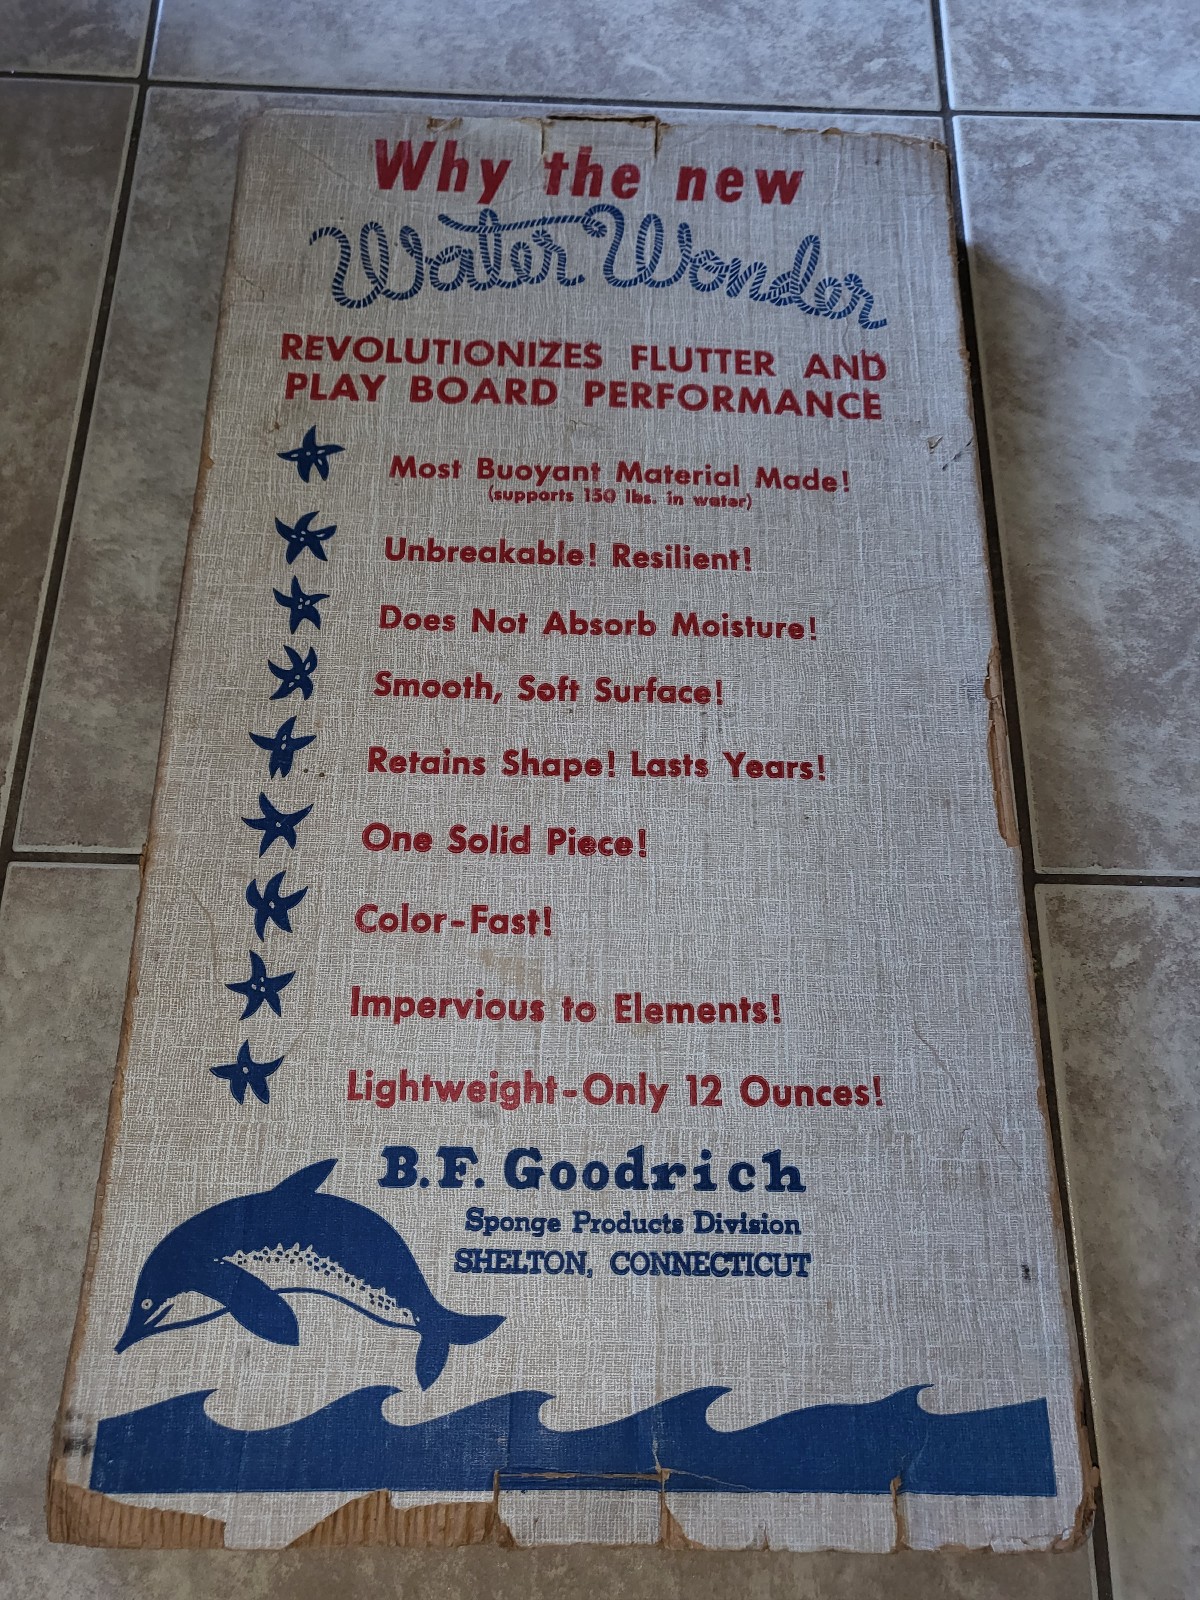 Why the new
Water Wonder
REVOLUTIONIZES FLUTTER AND
PLAY BOARD PERFORMANCE
Most Buoyant Material Made!
(supports 150 lbs. in water)
Unbreakable! Resilient!
Does Not Absorb Moisture!
Smooth, Soft Surface!
Retains Shape! Lasts Years!
One Solid Piece!
Color-Fast!
Impervious to Elements!
Lightweight-Only 12 Ounces!
B.F. Goodrich
Sponge Products Division
SHELTON, CONNECTICUT